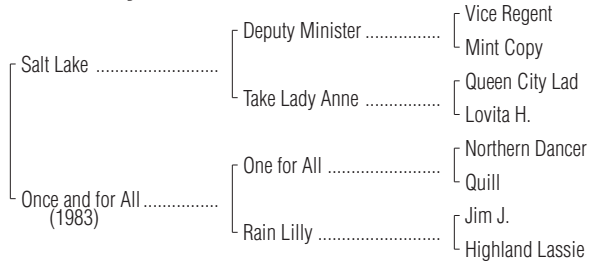 Vice Regent
Deputy Minister .................
Mint Copy
Salt Lake ........................
Queen City Lad
Take Lady Anne .................
Lovita H.
Northern Dancer
One for All .........................
Quill
Once and for All ................
(1983)
Jim J.
Rain Lilly ...........................
Highland Lassie